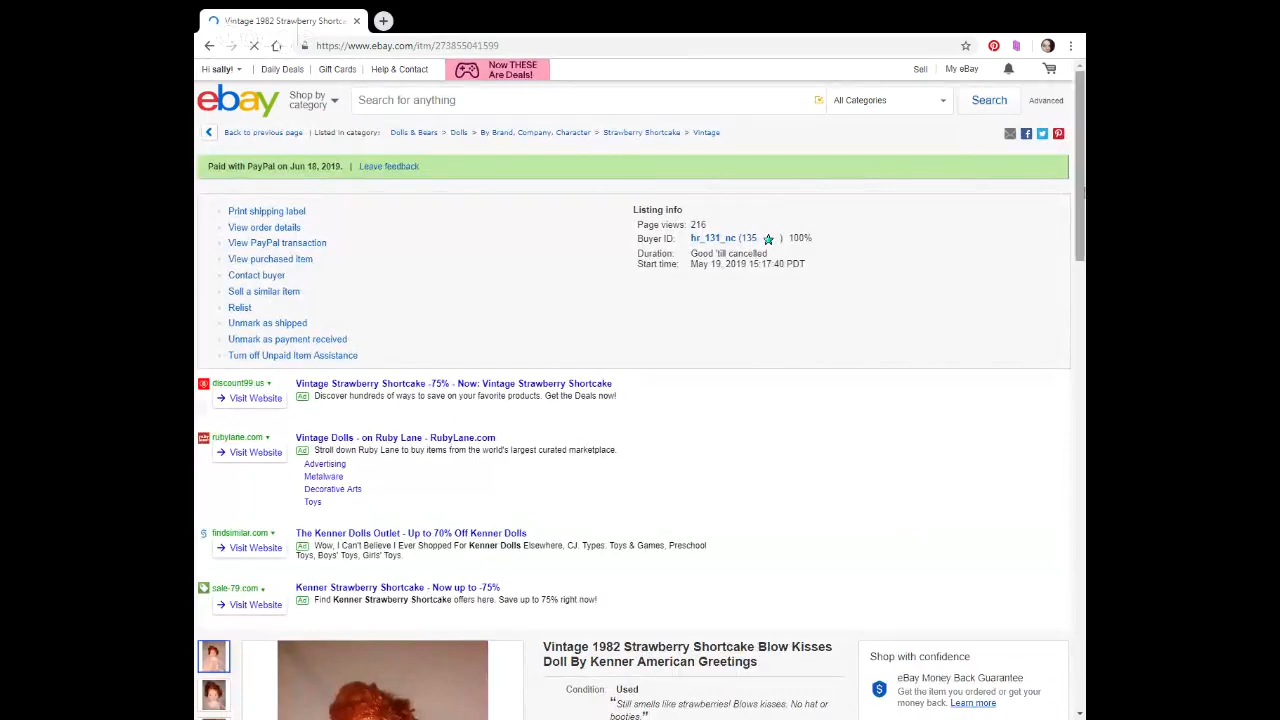 Vintage 1982 Strawberry Shortca
https://www.ebay.com/itm/273855041599
Hi sally! | Daily Deals | Gift Cards | Help & Contact
Now THESE
Are Deals!
Sell My eBay
ebay
Shop by
category
Search for anything
All Categories
Search
Advanced
Back to previous page | Listed in category: Dolls & Bears > Dolls > By Brand, Company, Character > Strawberry Shortcake > Vintage
Paid with PayPal on Jun 18, 2019. | Leave feedback
Print shipping label
View order details
View PayPal transaction
View purchased item
Contact buyer
Sell a similar item
Relist
Unmark as shipped
Unmark as payment received
Turn off Unpaid Item Assistance
Listing info
Page views: 216
Buyer ID: hr_131_nc (135 ) 100%
Duration: Good 'till cancelled
Start time: May 19, 2019 15:17:40 PDT
discount99.us
Visit Website
Vintage Strawberry Shortcake -75% - Now: Vintage Strawberry Shortcake
Ad Discover hundreds of ways to save on your favorite products. Get the Deals now!
rubylane.com
Visit Website
Vintage Dolls - on Ruby Lane - RubyLane.com
Ad Stroll down Ruby Lane to buy items from the world's largest curated marketplace.
Advertising
Metalware
Decorative Arts
Toys
findsimilar.com
Visit Website
The Kenner Dolls Outlet - Up to 70% Off Kenner Dolls
Ad Wow, I Can't Believe I Ever Shopped For Kenner Dolls Elsewhere, CJ. Types: Toys & Games, Preschool
Toys, Boys' Toys, Girls' Toys.
sale-79.com
Visit Website
Kenner Strawberry Shortcake - Now up to -75%
Ad Find Kenner Strawberry Shortcake offers here. Save up to 75% right now!
Vintage 1982 Strawberry Shortcake Blow Kisses
Doll By Kenner American Greetings
Condition: Used
"Still smells like strawberries! Blows kisses. No hat or
booties."
Shop with confidence
eBay Money Back Guarantee
Get the item you ordered or get your
money back. Learn more